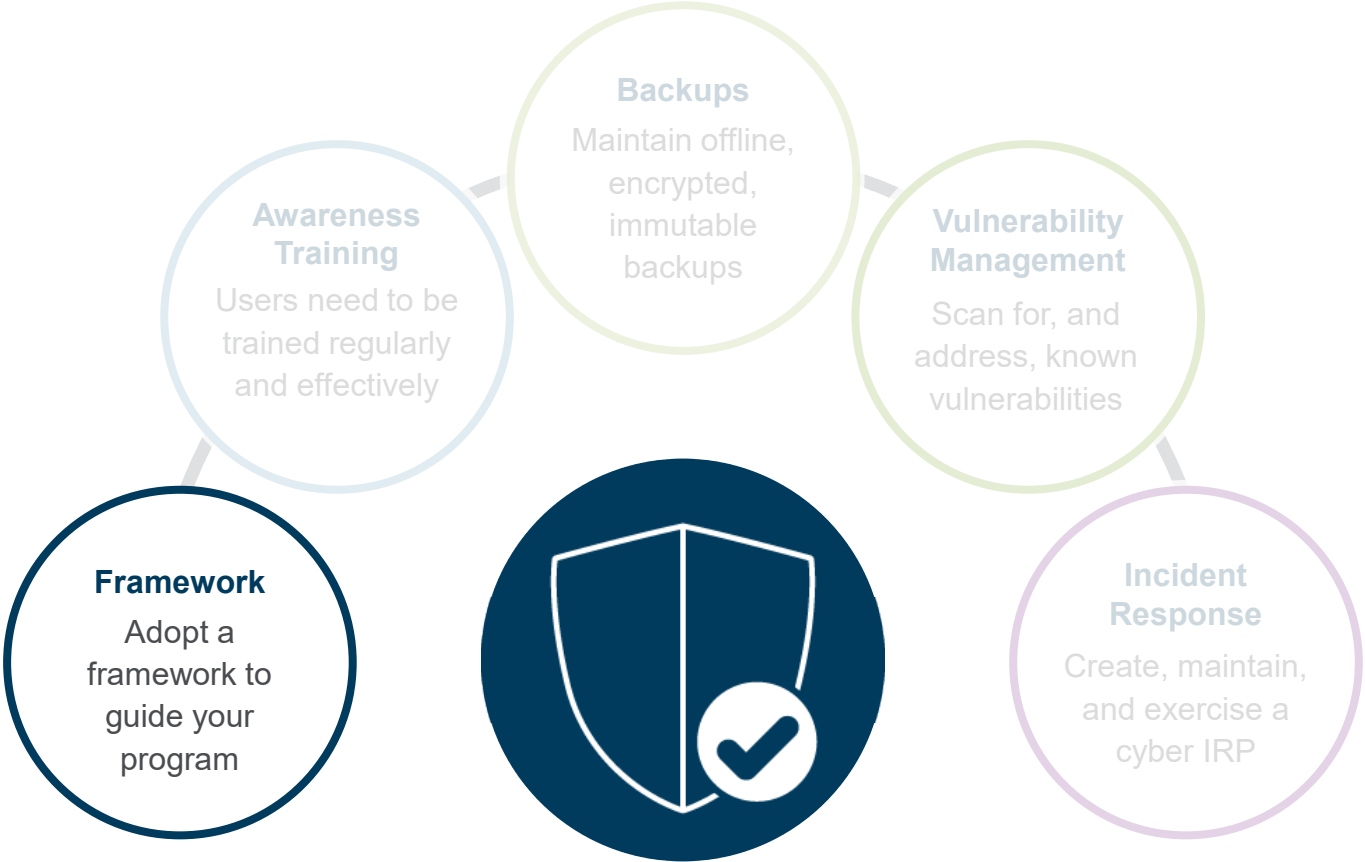 Backups
Maintain offline,
encrypted,
immutable
backups
Awareness
Training
Users need to be
trained regularly
and effectively
Vulnerability
Management
Scan for, and
address, known
vulnerabilities
Framework
Adopt a
framework to
guide your
program
Incident
Response
Create, maintain,
and exercise a
cyber IRP